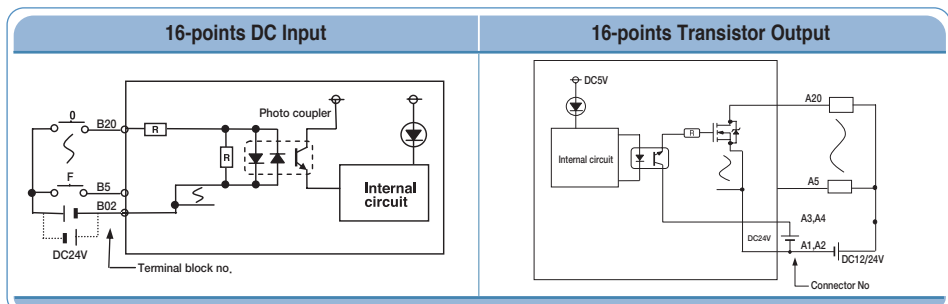 16-points DC Input
16-points Transistor Output
0
B20
R
Photo coupler
R
F
B5
B02
Internal
circuit
DC24V
Terminal block no.
DC5V
A20
R
Internal circuit
A5
A3,A4
DC24V
A1,A2
DC12/24V
Connector No